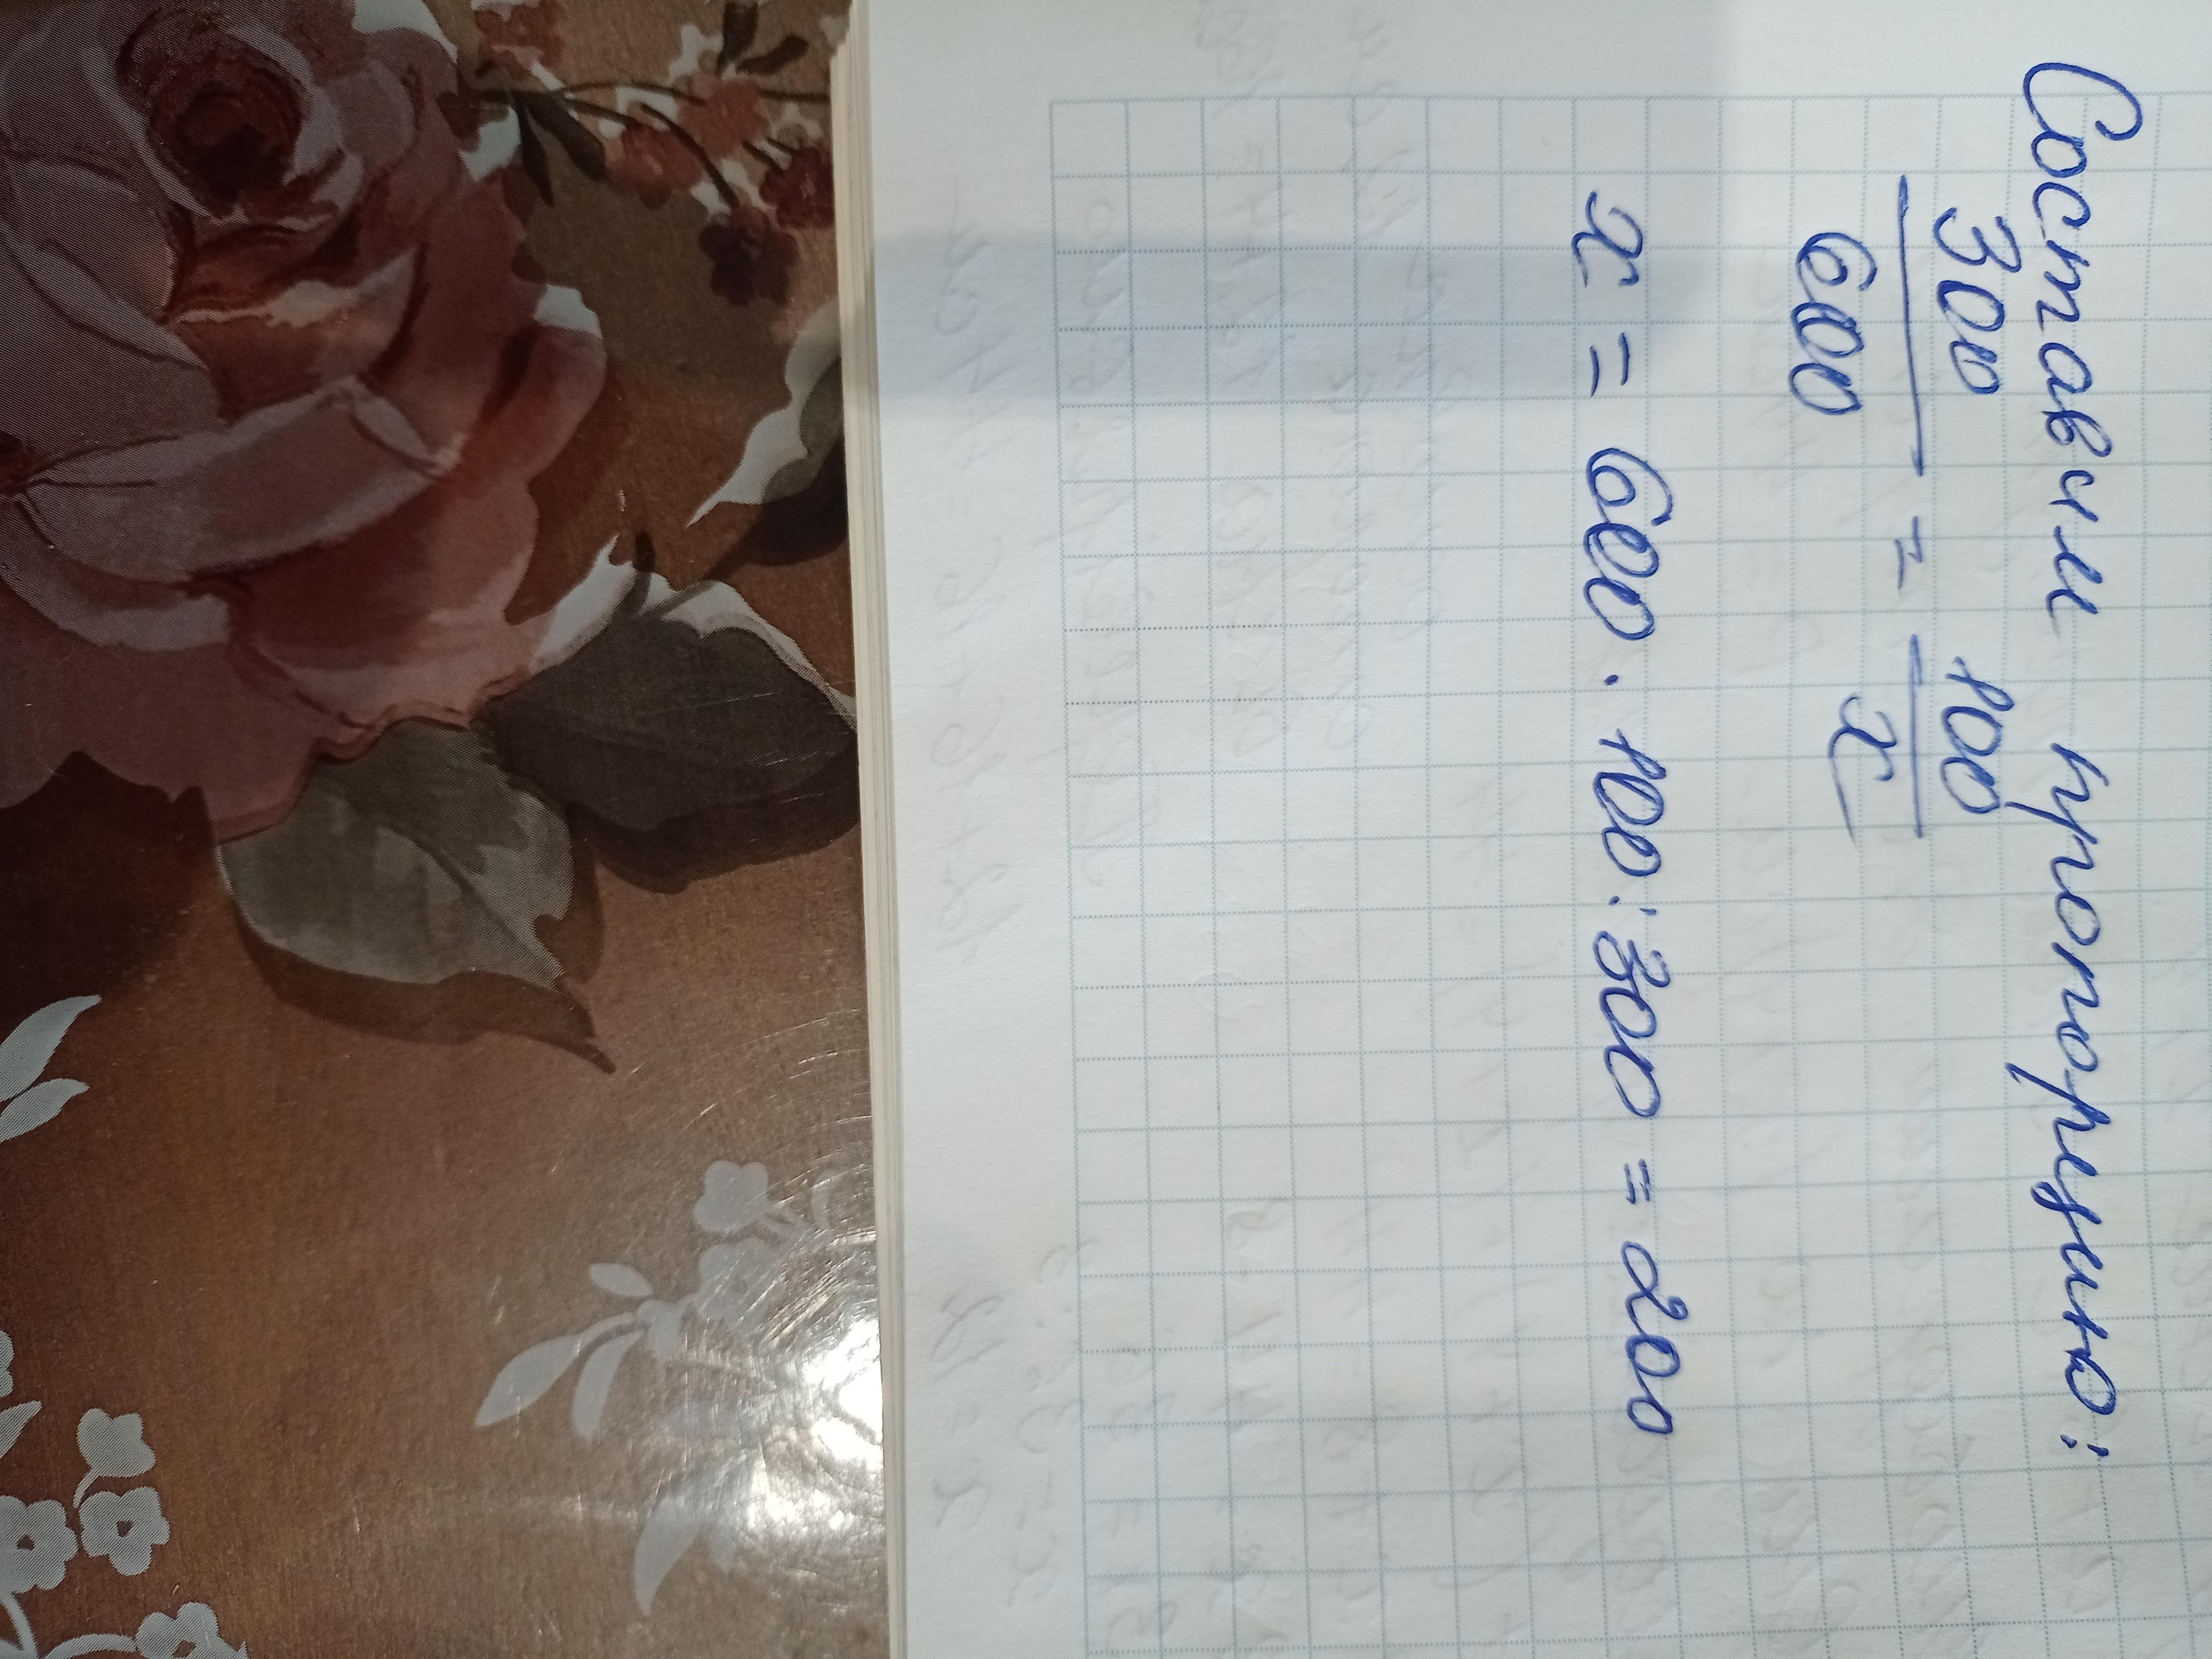 Составим пропорцию:
300/600 = 100/x
x = 600 · 100 : 300 = 200